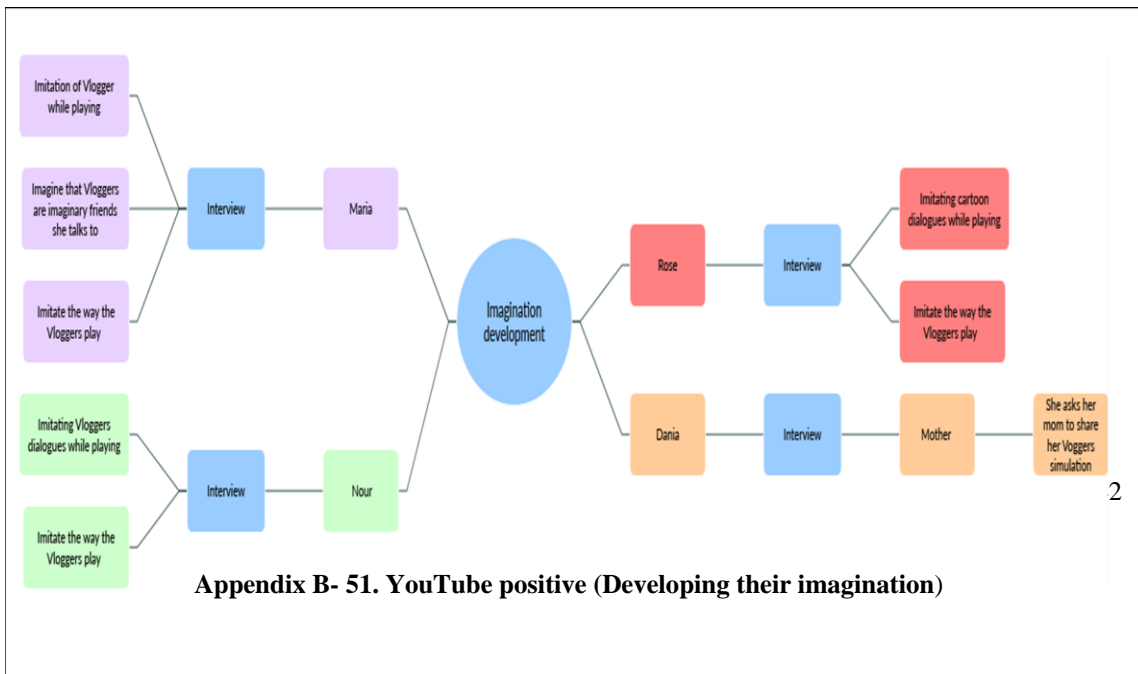 Imitation of Vlogger
while playing
Imagine that Vloggers
are imaginary friends
she talks to
Imitate the way the
Vloggers play
Interview
Maria
Imitating Vloggers
dialogues while playing
Imitate the way the
Vloggers play
Interview
Nour
Imagination
development
Rose
Interview
Imitating cartoon
dialogues while playing
Imitate the way the
Vloggers play
Dania
Interview
Mother
She asks her
mom to share
her Voggers
simulation
2
Appendix B- 51. YouTube positive (Developing their imagination)